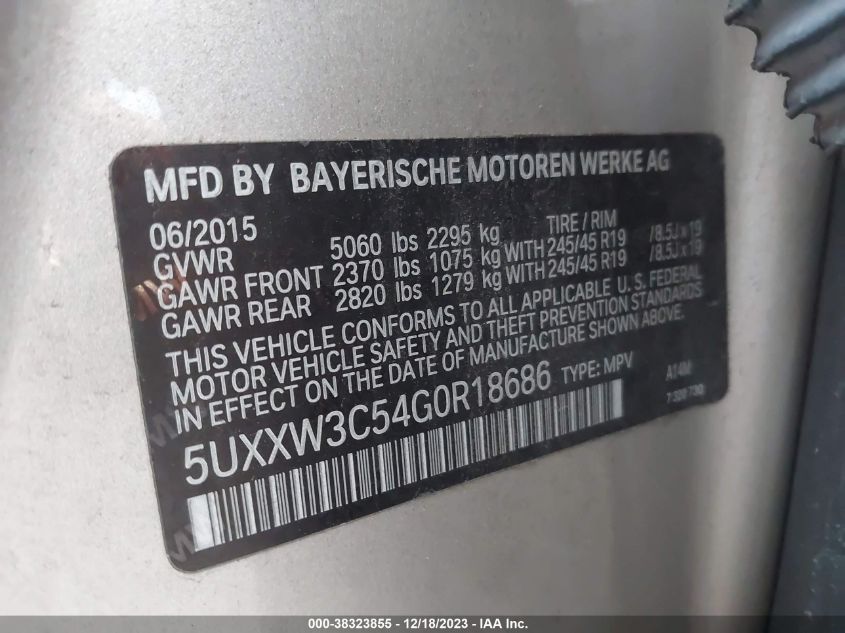 MFD BY BAYERISCHE MOTOREN WERKE AG
06/2015 TIRE / RIM
GVWR 5060 lbs 2295 kg
GAWR FRONT 2370 lbs 1075 kg WITH 245/45 R19 /8.5J x 19
GAWR REAR 2820 lbs 1279 kg WITH 245/45 R19 /8.5J x 19
THIS VEHICLE CONFORMS TO ALL APPLICABLE U.S. FEDERAL
MOTOR VEHICLE SAFETY AND THEFT PREVENTION STANDARDS
IN EFFECT ON THE DATE OF MANUFACTURE SHOWN ABOVE.
5UXXW3C54G0R18686 TYPE: MPV A14M
000-38323855 - 12/18/2023 - IAA Inc.